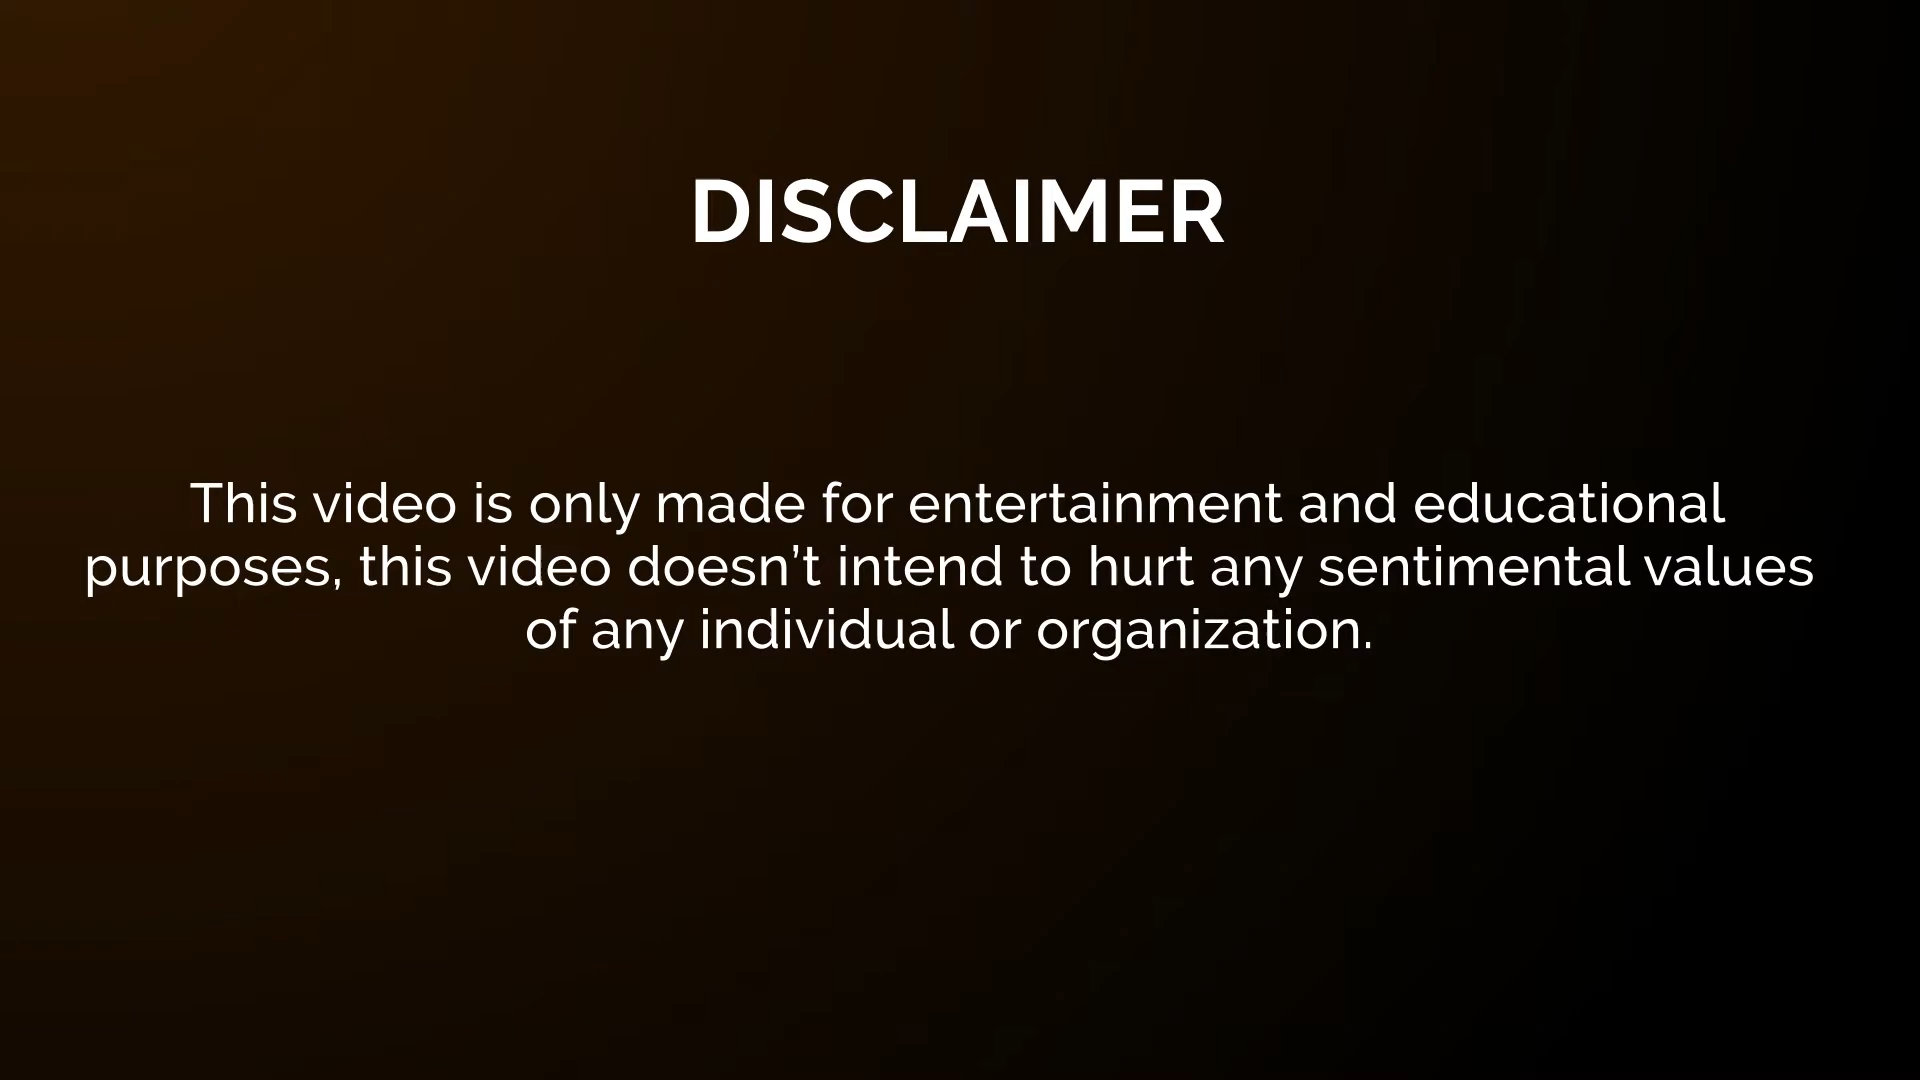 DISCLAIMER
This video is only made for entertainment and educational
purposes, this video doesn’t intend to hurt any sentimental values
of any individual or organization.